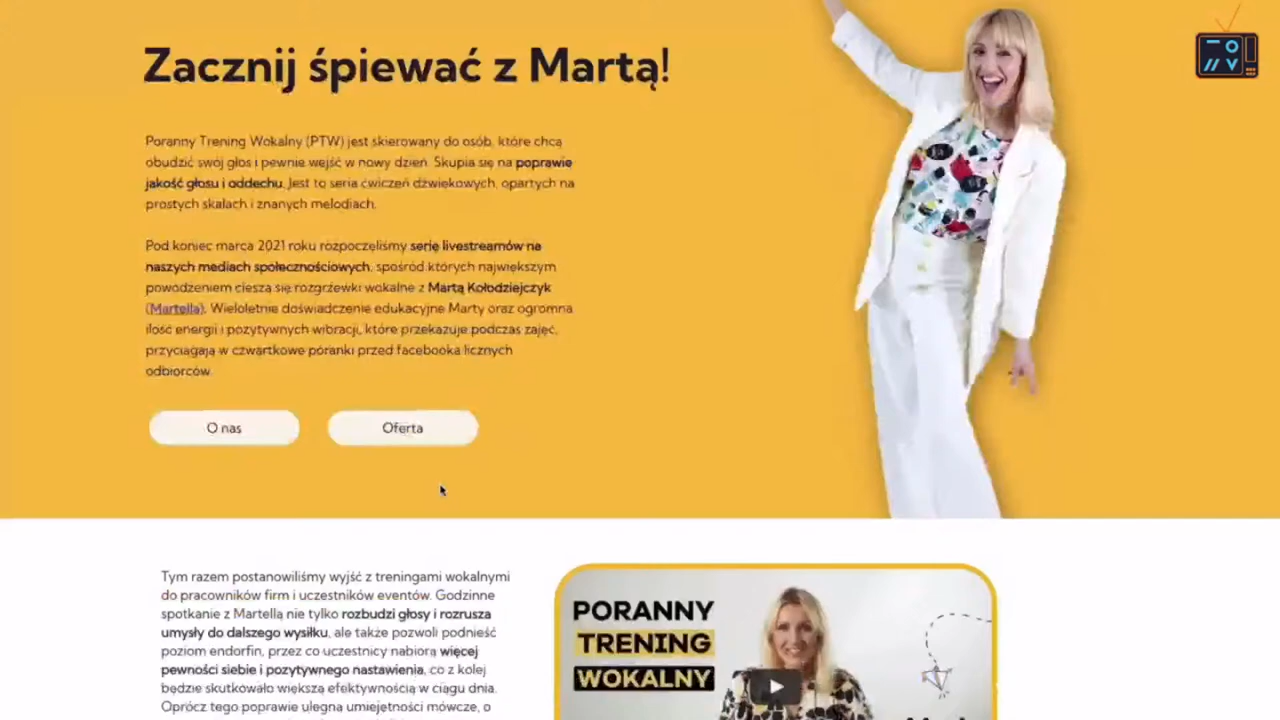 Zacznij śpiewać z Martą!
Poranny Trening Wokalny (PTW) jest skierowany do osób, które chcą
obudzić swój głos i pewnie wejść w nowy dzień. Skupia się na poprawie
jakość głosu i oddechu. Jest to seria ćwiczeń dźwiękowych, opartych na
prostych skalach i znanych melodiach.
Pod koniec marca 2021 roku rozpoczęliśmy serię livestreamów na
naszych mediach społecznościowych, spośród których największym
powodzeniem cieszą się rozgrzewki wokalne z Martą Kołodziejczyk
(Martellą). Wieloletnie doświadczenie edukacyjne Marty oraz ogromna
ilość energii i pozytywnych wibracji, które przekazuje podczas zajęć,
przyciągają w czwartkowe poranki przed facebooka licznych
odbiorców.
O nas
Oferta
Tym razem postanowiliśmy wyjść z treningami wokalnymi
do pracowników firm i uczestników eventów. Godzinne
spotkanie z Martellą nie tylko rozbudzi głosy i rozrusza
umysły do dalszego wysiłku, ale także pozwoli podnieść
poziom endorfin, przez co uczestnicy nabiorą więcej
pewności siebie i pozytywnego nastawienia, co z kolei
będzie skutkowało większą efektywnością w ciągu dnia.
Oprócz tego poprawie ulegną umiejętności mówcze, o
PORANNY
TRENING
WOKALNY